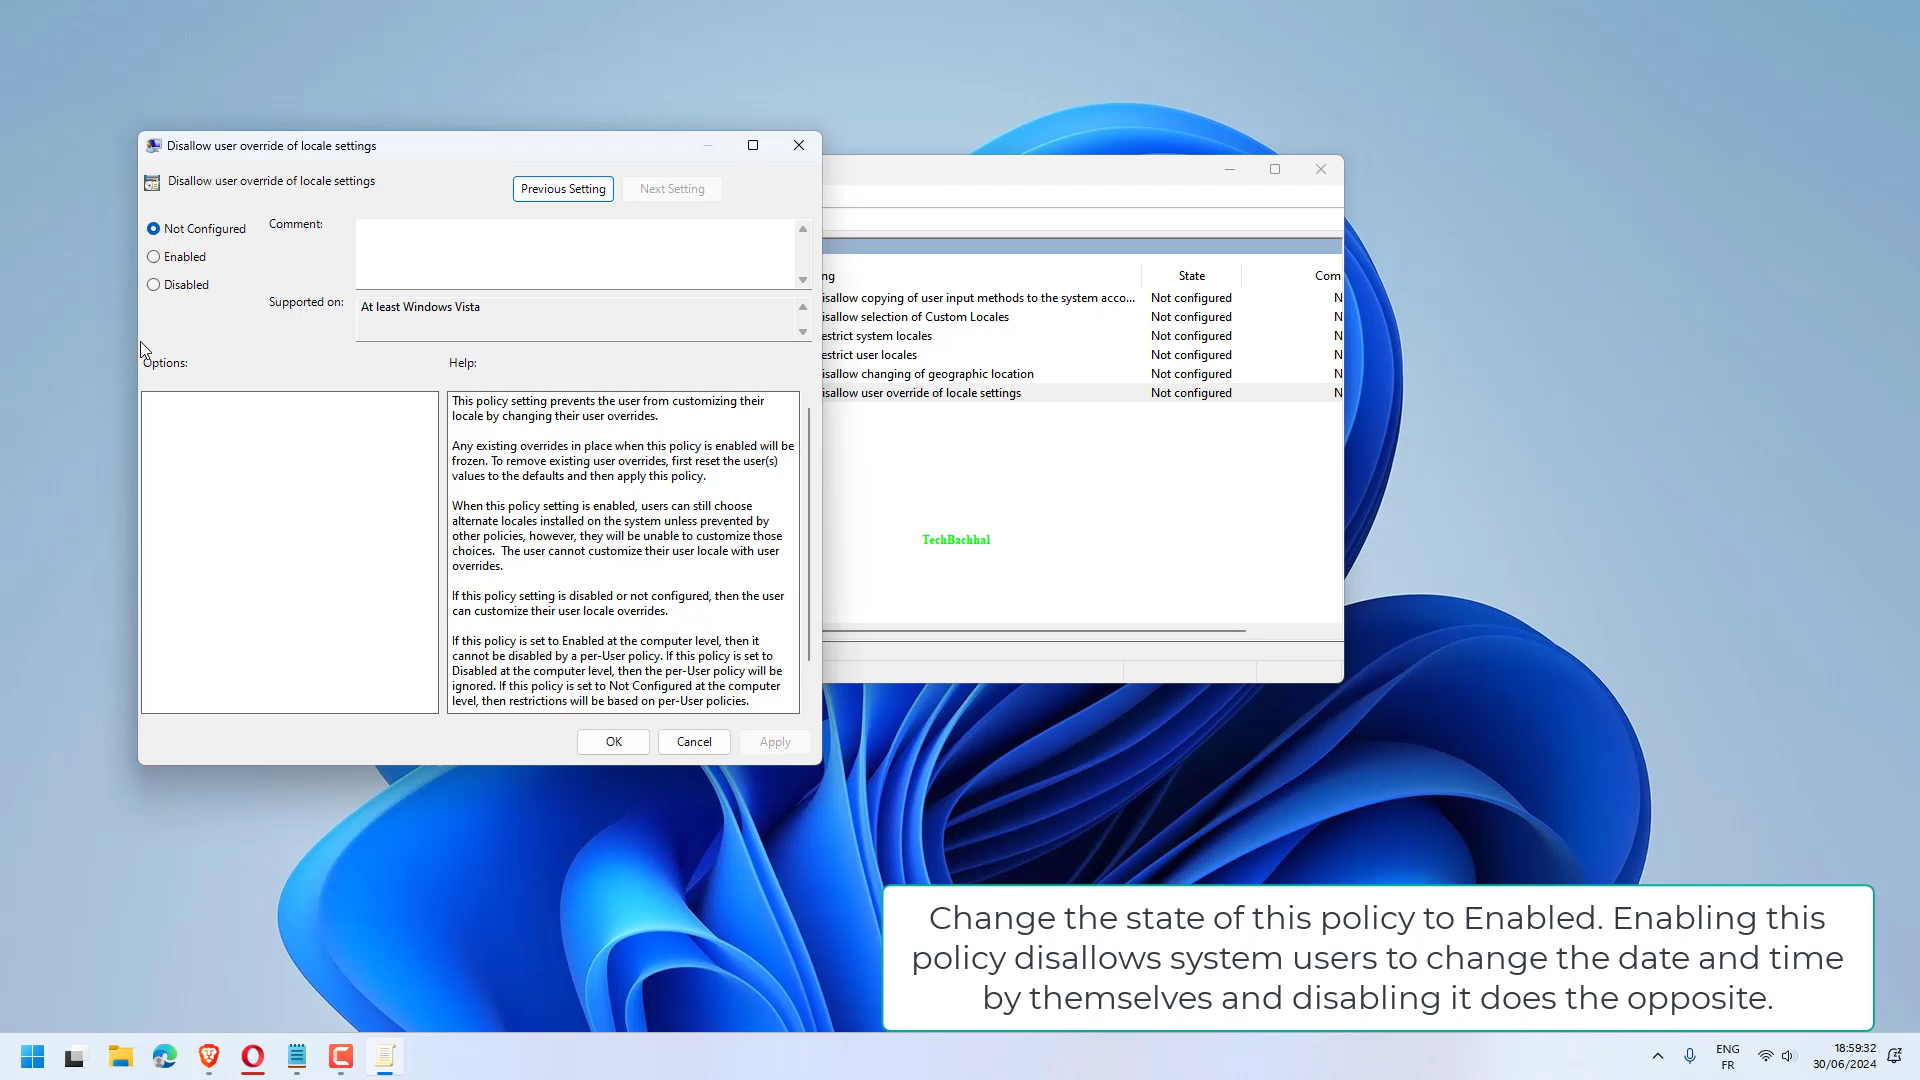 Disallow user override of locale settings
Disallow user override of locale settings
Previous Setting
Next Setting
Not Configured
Enabled
Disabled
Comment:
Supported on:
At least Windows Vista
Options:
Help:
This policy setting prevents the user from customizing their
locale by changing their user overrides.
Any existing overrides in place when this policy is enabled will be
frozen. To remove existing user overrides, first reset the user(s)
values to the defaults and then apply this policy.
When this policy setting is enabled, users can still choose
alternate locales installed on the system unless prevented by
other policies, however, they will be unable to customize those
choices.  The user cannot customize their user locale with user
overrides.
If this policy setting is disabled or not configured, then the user
can customize their user locale overrides.
If this policy is set to Enabled at the computer level, then it
cannot be disabled by a per-User policy. If this policy is set to
Disabled at the computer level, then the per-User policy will be
ignored. If this policy is set to Not Configured at the computer
level, then restrictions will be based on per-User policies.
OK
Cancel
Apply
ng State Com
isallow copying of user input methods to the system acco... Not configured N
isallow selection of Custom Locales Not configured N
estrict system locales Not configured N
estrict user locales Not configured N
isallow changing of geographic location Not configured N
isallow user override of locale settings Not configured N
TechBachhal
Change the state of this policy to Enabled. Enabling this
policy disallows system users to change the date and time
by themselves and disabling it does the opposite.
ENG
FR
18:59:32
30/06/2024